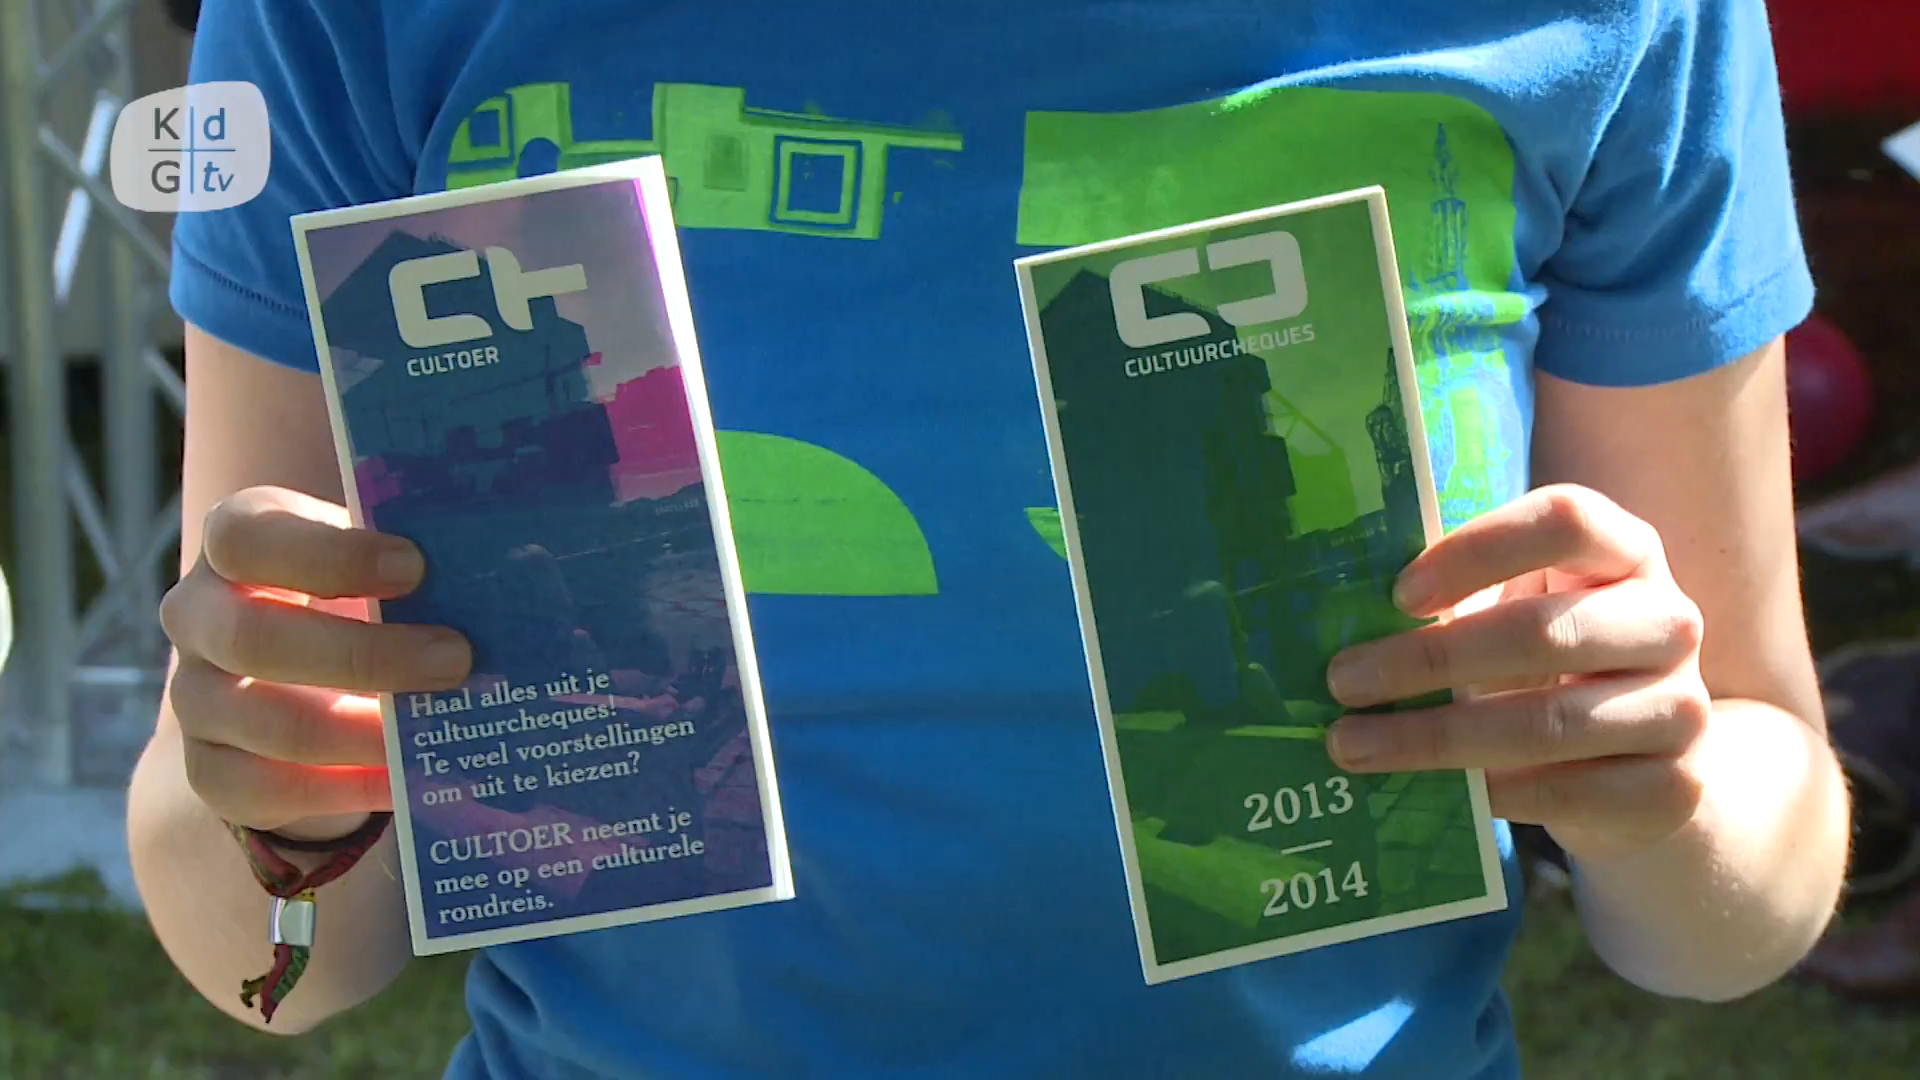 K d
G tv
CULTOER
Haal alles uit je
cultuurcheques!
Te veel voorstellingen
om uit te kiezen?
CULTOER neemt je
mee op een culturele
rondreis.
CULTUURCHEQUES
2013
2014